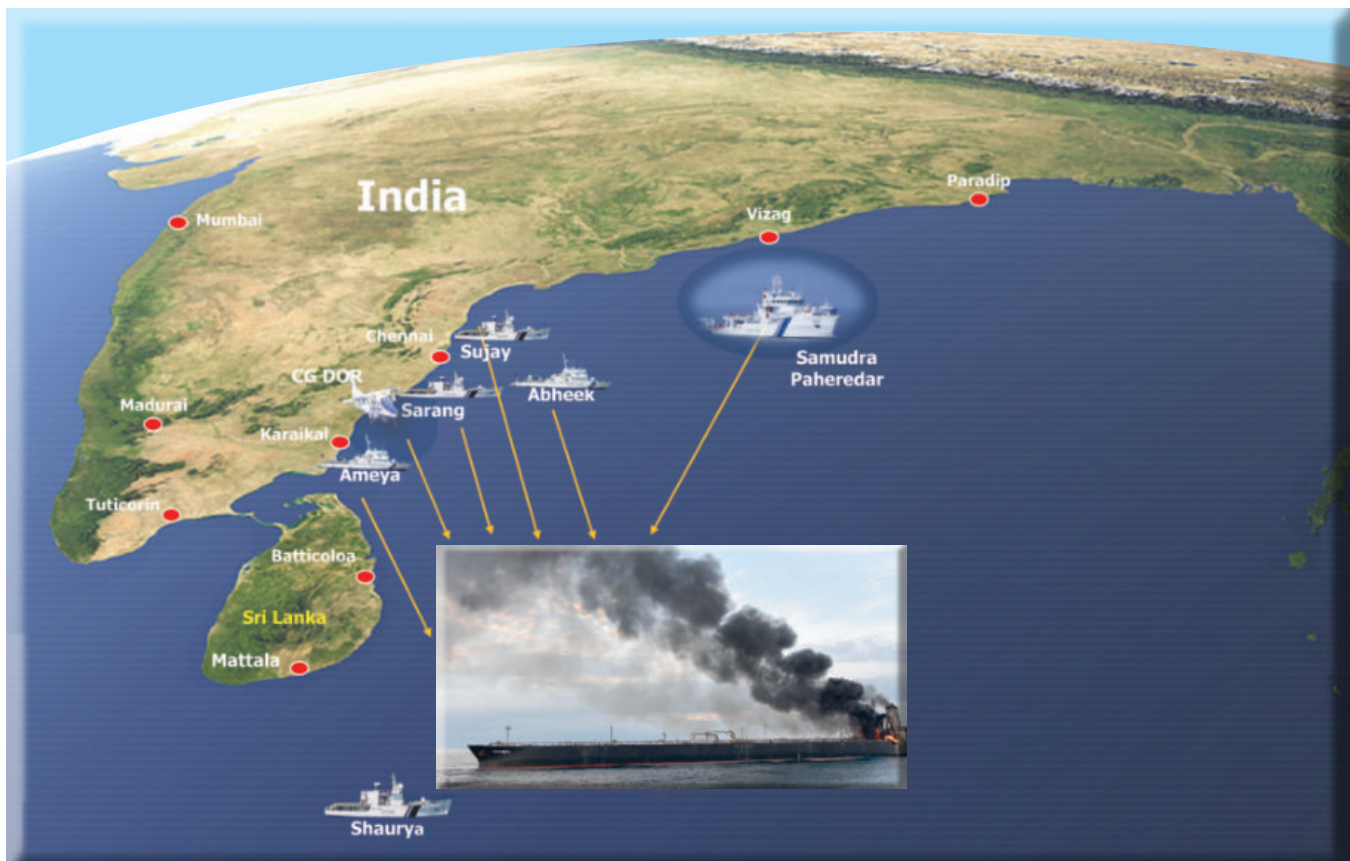 India
Mumbai
Paradip
Vizag
Chennai
Sujay
Samudra
Paheredar
CG DOR
Sarang
Abheek
Madurai
Karaikal
Ameya
Tuticorin
Batticoloa
Sri Lanka
Mattala
Shaurya